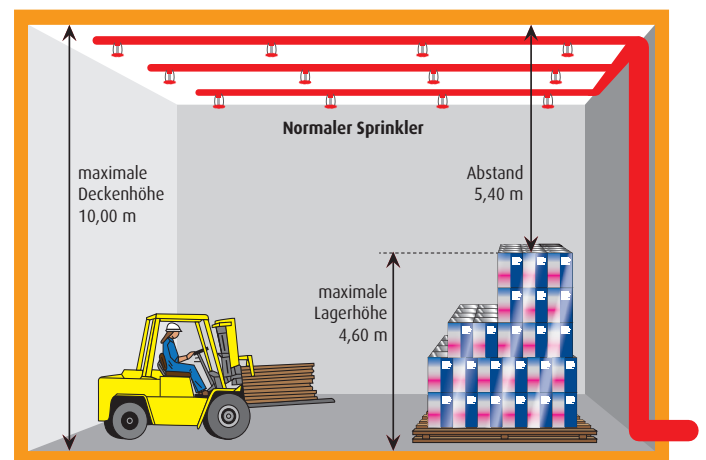 Normaler Sprinkler
maximale
Deckenhöhe
10,00 m
Abstand
5,40 m
maximale
Lagerhöhe
4,60 m